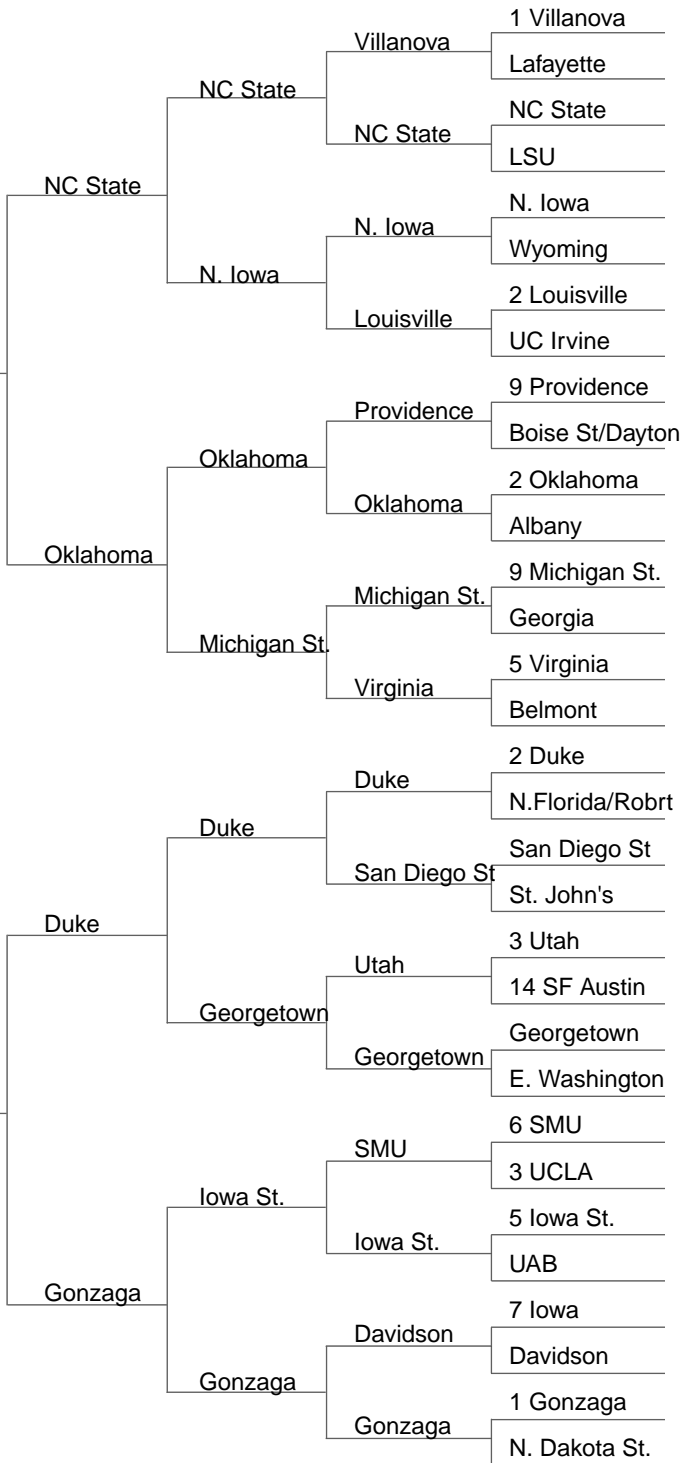 1 Villanova
Villanova
Lafayette
NC State
NC State
NC State
LSU
NC State
N. Iowa
N. Iowa
Wyoming
N. Iowa
2 Louisville
Louisville
UC Irvine
9 Providence
Providence
Boise St/Dayton
Oklahoma
2 Oklahoma
Oklahoma
Albany
Oklahoma
9 Michigan St.
Michigan St.
Georgia
Michigan St.
5 Virginia
Virginia
Belmont
2 Duke
Duke
N.Florida/Robrt
Duke
San Diego St
San Diego St
St. John's
Duke
3 Utah
Utah
14 SF Austin
Georgetown
Georgetown
Georgetown
E. Washington
6 SMU
SMU
3 UCLA
Iowa St.
5 Iowa St.
Iowa St.
UAB
Gonzaga
7 Iowa
Davidson
Davidson
Gonzaga
1 Gonzaga
Gonzaga
N. Dakota St.